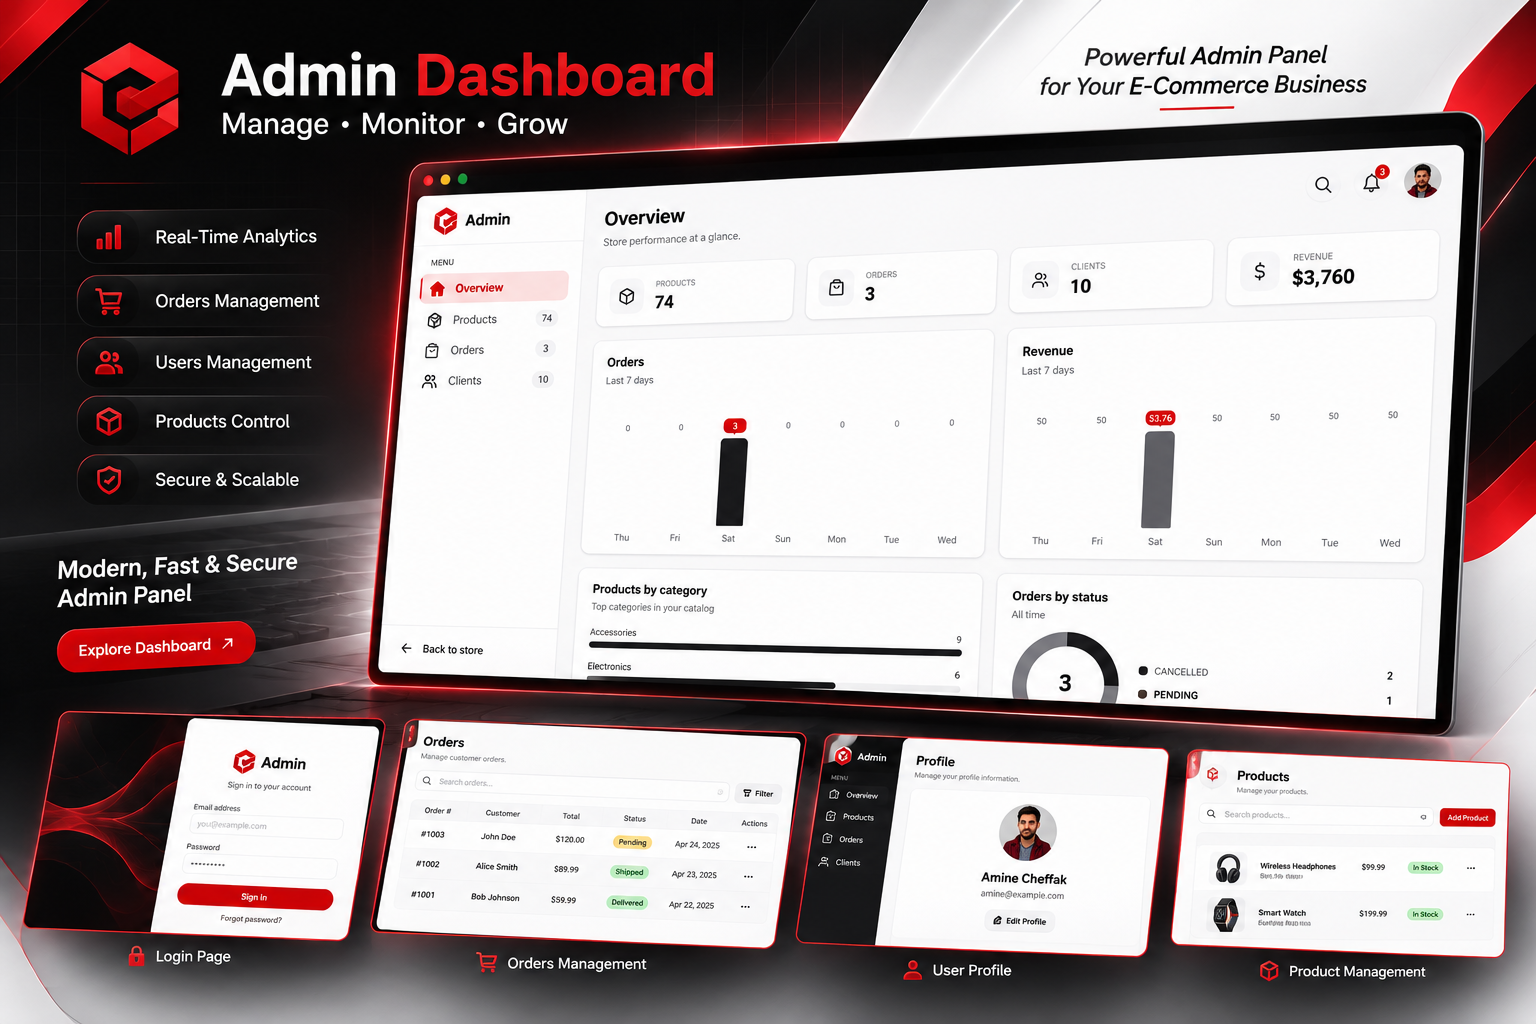 Admin Dashboard
Manage • Monitor • Grow
Powerful Admin Panel
for Your E-Commerce Business
Real-Time Analytics
Orders Management
Users Management
Products Control
Secure & Scalable
Modern, Fast & Secure
Admin Panel
Explore Dashboard
Admin
MENU
Overview
Products 74
Orders 3
Clients 10
Back to store
Overview
Store performance at a glance.
3
PRODUCTS
74
ORDERS
3
CLIENTS
10
REVENUE
$3,760
Orders
Last 7 days
0 0 3 0 0 0 0
Thu Fri Sat Sun Mon Tue Wed
Revenue
Last 7 days
$0 $0 $3.76 $0 $0 $0 $0
Thu Fri Sat Sun Mon Tue Wed
Products by category
Top categories in your catalog
Accessories 9
Electronics 6
Orders by status
All time
3
CANCELLED 2
PENDING 1
Admin
Sign in to your account
Email address
you@example.com
Password
•••••••••
Sign in
Forgot password?
Login Page
Orders
Manage customer orders.
Search orders...
Filter
Order # Customer Total Status Date Actions
#1003 John Doe $120.00 Pending Apr 24, 2025
#1002 Alice Smith $89.99 Shipped Apr 23, 2025
#1001 Bob Johnson $59.99 Delivered Apr 22, 2025
Orders Management
Admin
MENU
Overview
Products
Orders
Clients
Profile
Manage your profile information.
Amine Cheffak
amine@example.com
Edit Profile
User Profile
Products
Manage your products.
Search products...
Add Product
Wireless Headphones $99.99 In Stock
Smart Watch $199.99 In Stock
Product Management